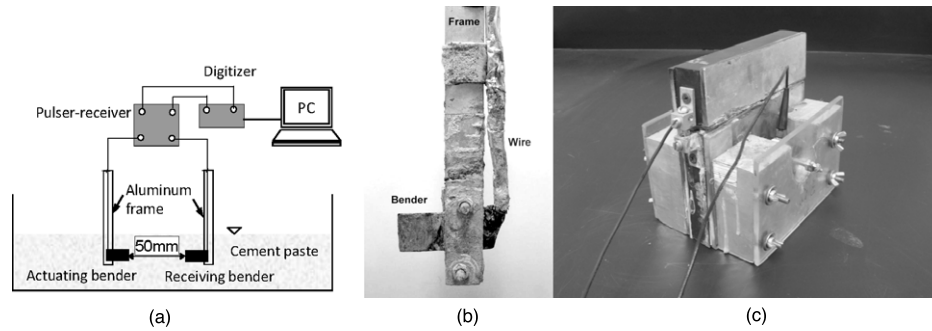 Digitizer
Pulser-receiver
PC
Aluminum
frame
50mm
Cement paste
Actuating bender
Receiving bender
(a)
Frame
Wire
Bender
(b)
(c)